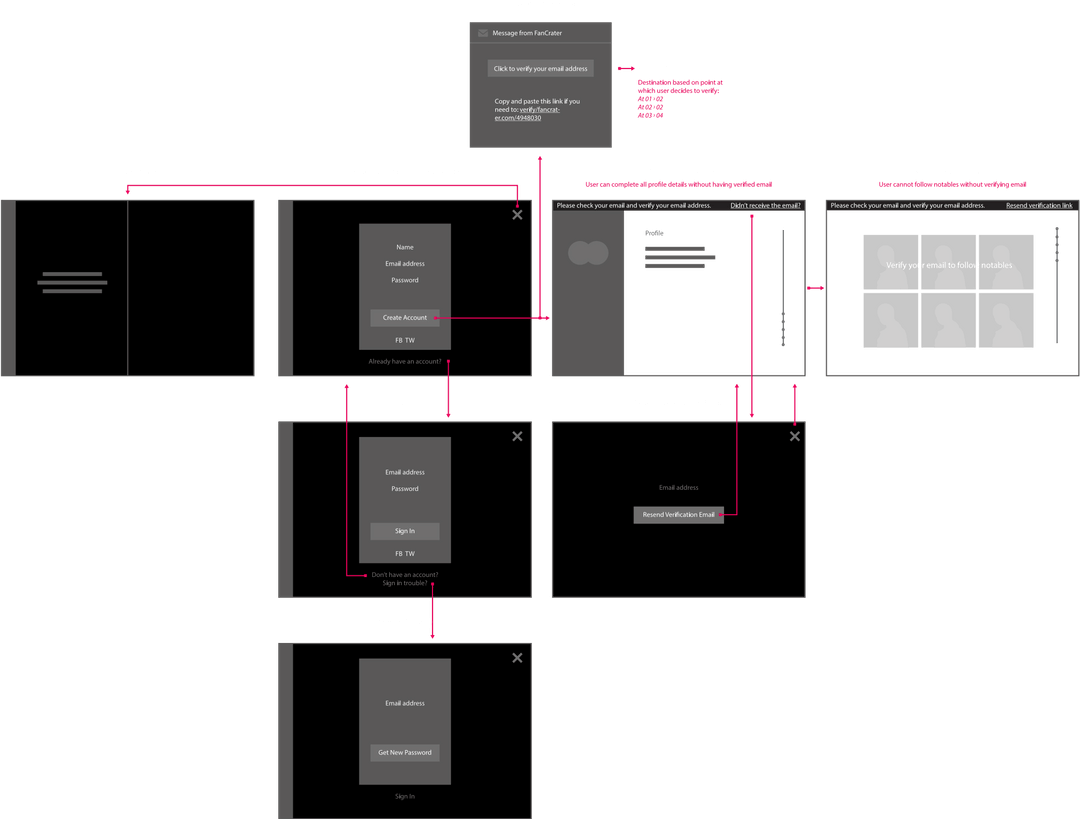 Message from FanCrater
Click to verify your email address
Copy and paste this link if you
need to: verify/fancrat-
er.com/4948030
Destination based on point at
which user decides to verify:
At 01>02
At 02>02
At 03>04
User can complete all profile details without having verified email
User cannot follow notables without verifying email
Name
Email address
Password
Create Account
FB TW
Already have an account?
Please check your email and verify your email address. Didn't receive the email?
Profile
Please check your email and verify your email address. Resend verification link
Verify your email to follow notables
Email address
Password
Sign In
FB TW
Don't have an account?
Sign in trouble?
Email address
Resend Verification Email
Email address
Get New Password
Sign In